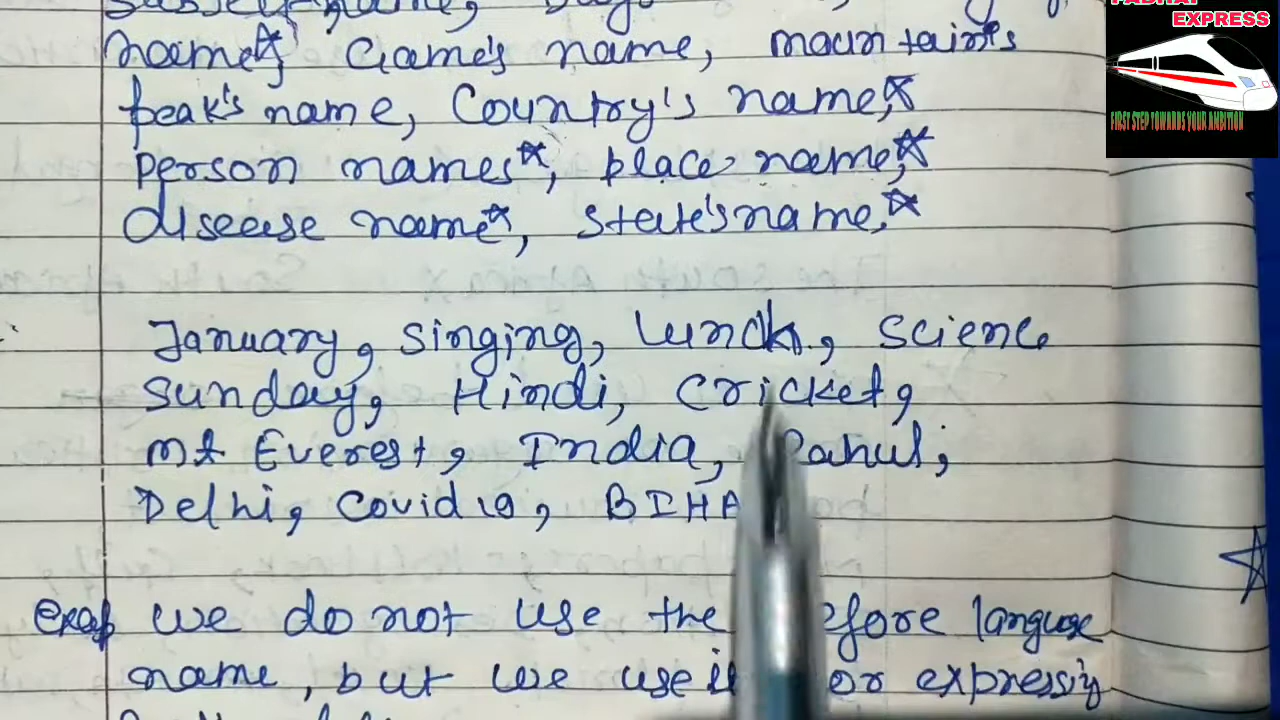 name☆, Game's name, mountain's
peak's name, Country's name,☆
person names☆, place name,☆
disease name☆, state's name,☆
January, singing, Lunch, Science
Sunday, Hindi, Cricket,
Mt Everest, India, Rahul,
Delhi, Covid 19, BIHA
we do not use the before language
name, but we use it for expressing
EXPRESS
FIRST STEP TOWARDS YOUR AMBITION